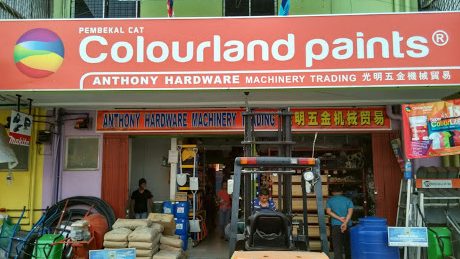 PEMBEKAL CAT
Colourland paints®
ANTHONY HARDWARE MACHINERY TRADING 光明五金機械貿易
ANTHONY HARDWARE MACHINERY TRADING 光明五金机械贸易
makita